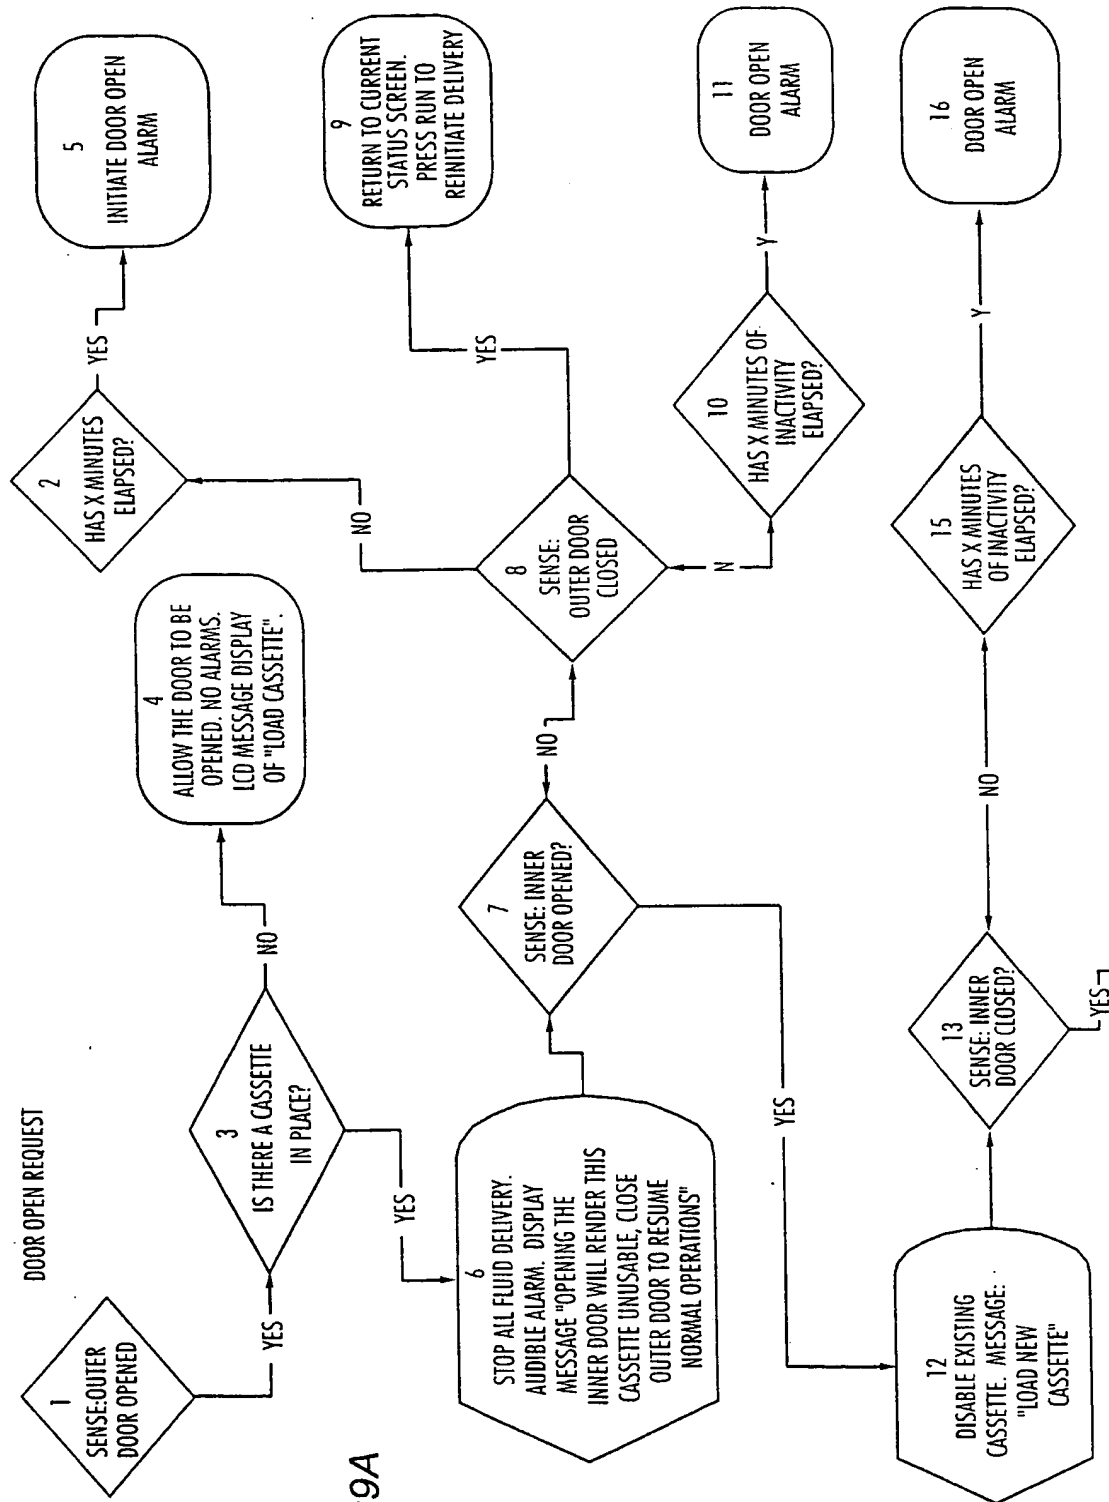 DOOR OPEN REQUEST
1
SENSE:OUTER
DOOR OPENED
YES
3
IS THERE A CASSETTE
IN PLACE?
NO
4
ALLOW THE DOOR TO BE
OPENED. NO ALARMS.
LCD MESSAGE DISPLAY
OF "LOAD CASSETTE".
2
HAS X MINUTES
ELAPSED?
YES
5
INITIATE DOOR OPEN
ALARM
YES
6
STOP ALL FLUID DELIVERY.
AUDIBLE ALARM. DISPLAY
MESSAGE "OPENING THE
INNER DOOR WILL RENDER THIS
CASSETTE UNUSABLE, CLOSE
OUTER DOOR TO RESUME
NORMAL OPERATIONS"
7
SENSE: INNER
DOOR OPENED?
NO
8
SENSE:
OUTER DOOR
CLOSED
NO
YES
9
RETURN TO CURRENT
STATUS SCREEN.
PRESS RUN TO
REINITIATE DELIVERY
N
10
HAS X MINUTES OF
INACTIVITY
ELAPSED?
Y
11
DOOR OPEN
ALARM
YES
12
DISABLE EXISTING
CASSETTE. MESSAGE:
"LOAD NEW
CASSETTE"
13
SENSE: INNER
DOOR CLOSED?
YES
NO
15
HAS X MINUTES
OF INACTIVITY
ELAPSED?
Y
16
DOOR OPEN
ALARM
9A